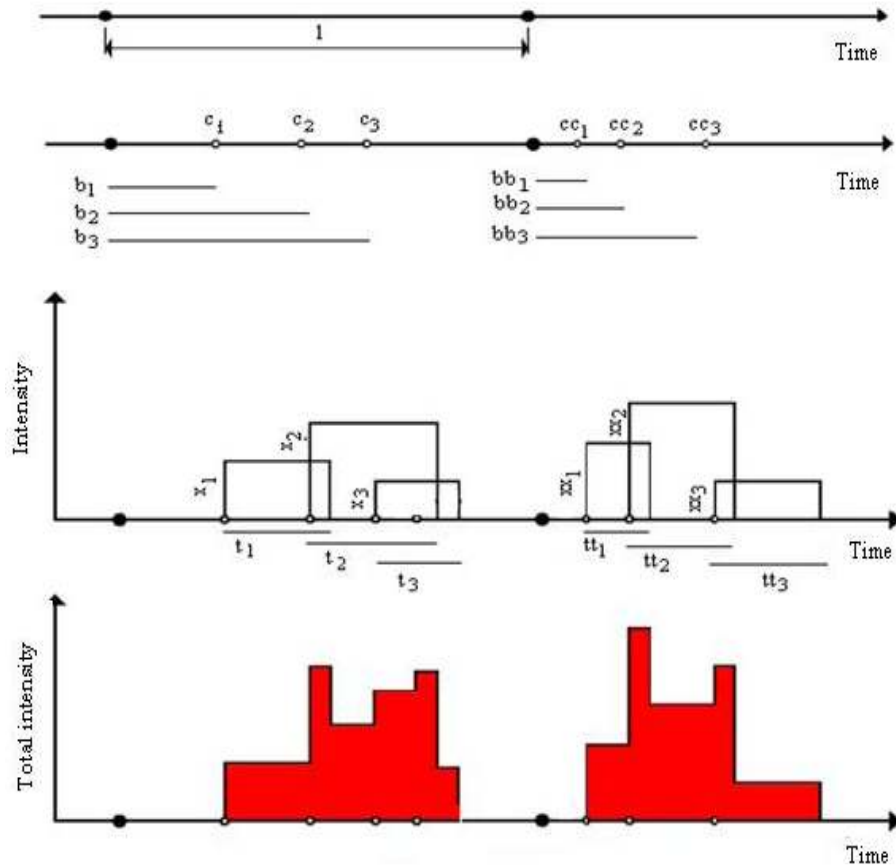 1
Time
c₁ c₂ c₃ cc₁ cc₂ cc₃
Time
b₁ bb₁
b₂ bb₂
b₃ bb₃
Intensity
x₁ x₂ x₃ xx₁ xx₂ xx₃
Time
t₁ t₂ t₃ tt₁ tt₂ tt₃
Total intensity
Time